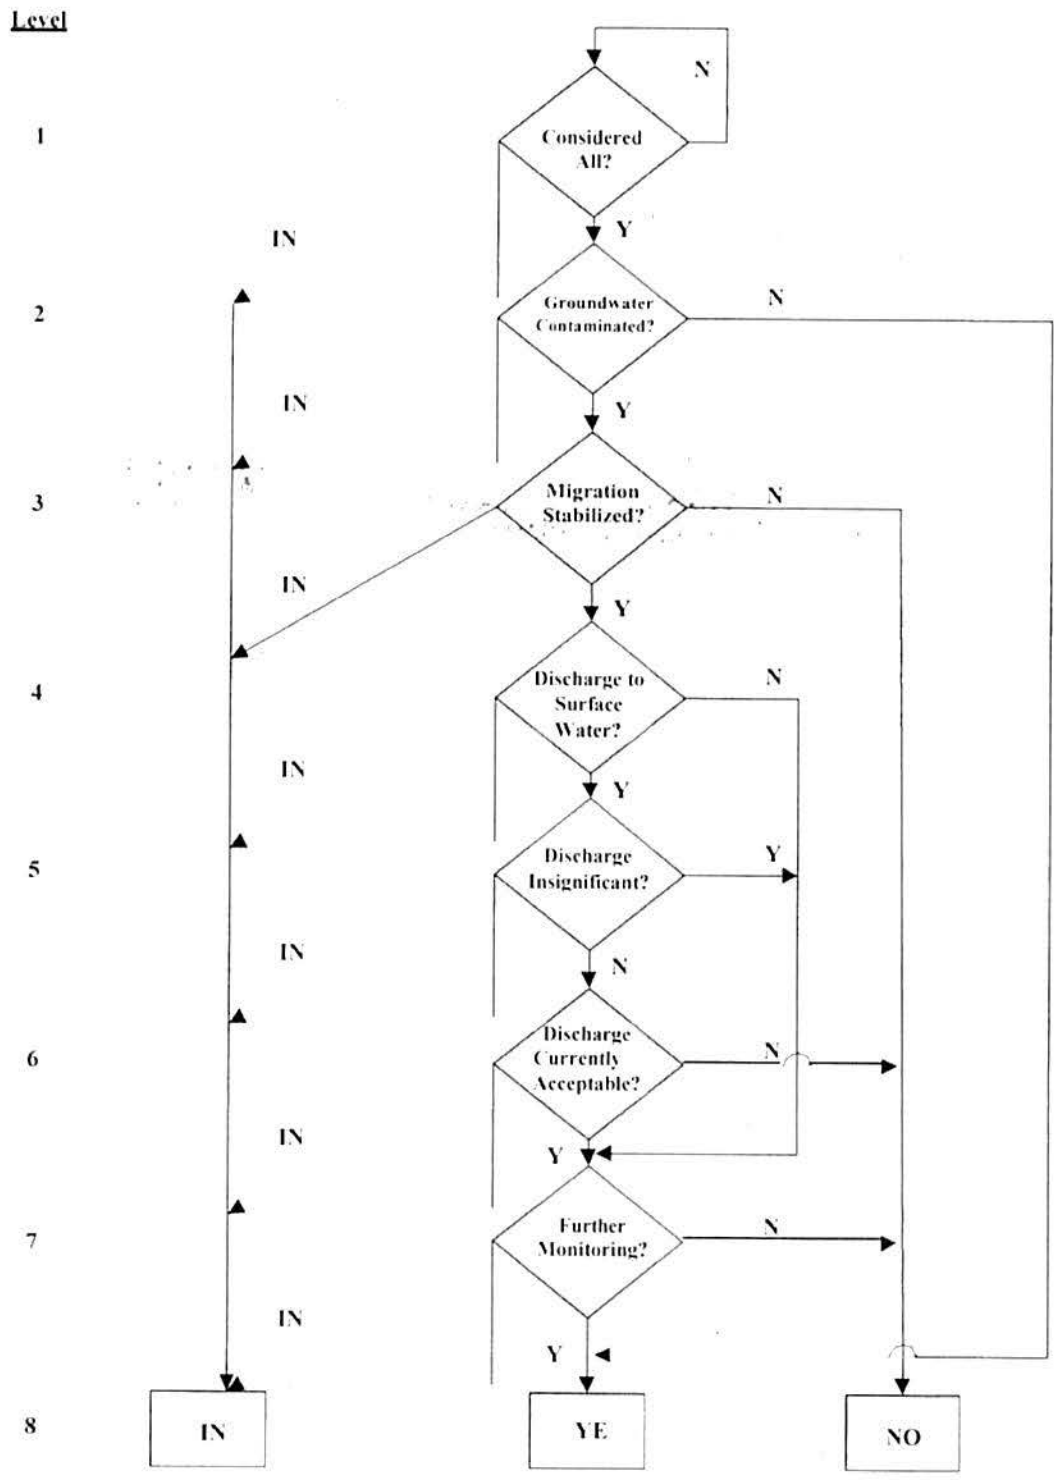 Level
N
1
Considered
All?
Y
IN
2
Groundwater
Contaminated?
N
IN
Y
3
Migration
Stabilized?
N
IN
Y
4
Discharge to
Surface
Water?
N
IN
Y
5
Discharge
Insignificant?
Y
IN
N
6
Discharge
Currently
Acceptable?
N
IN
Y
7
Further
Monitoring?
N
IN
Y
8
IN
YE
NO